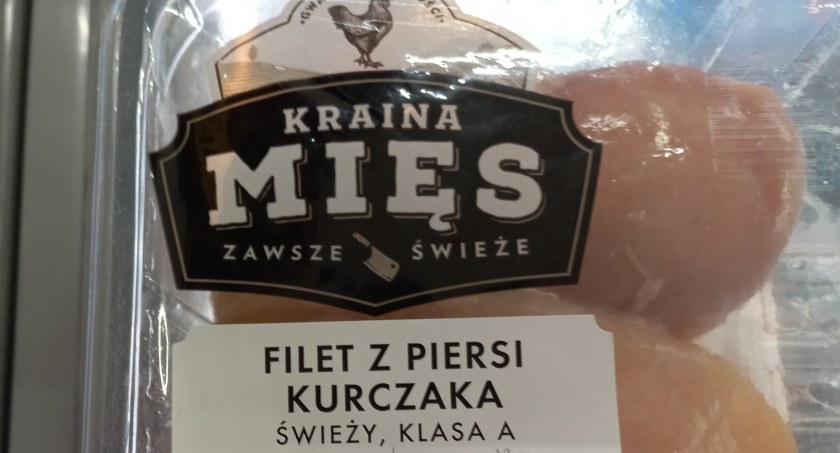 KRAINA
MIĘS
ZAWSZE ŚWIEŻE
FILET Z PIERSI
KURCZAKA
ŚWIEŻY, KLASA A